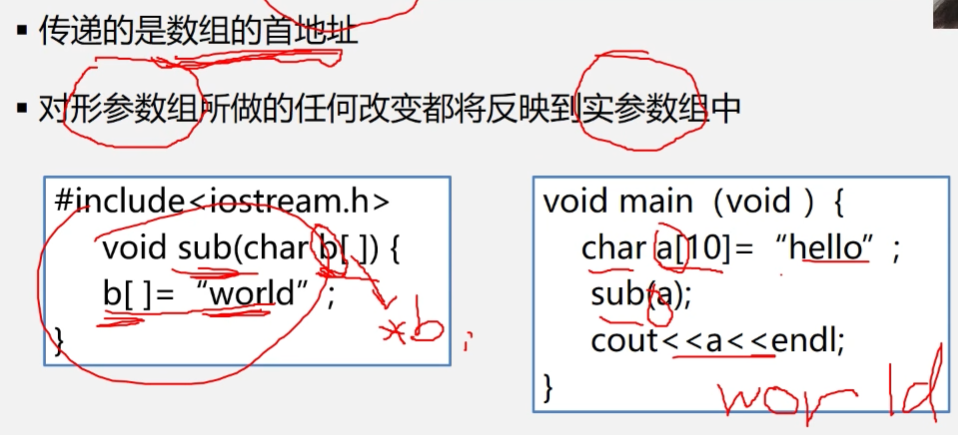 ▪ 传递的是数组的首地址
▪ 对形参数组所做的任何改变都将反映到实参数组中
#include<iostream.h>
void sub(char b[ ]) {
b[ ]= “world” ;
}
*b;
void main (void ) {
char a[10]= “hello” ;
sub(a);
cout<<a<<endl;
}
world